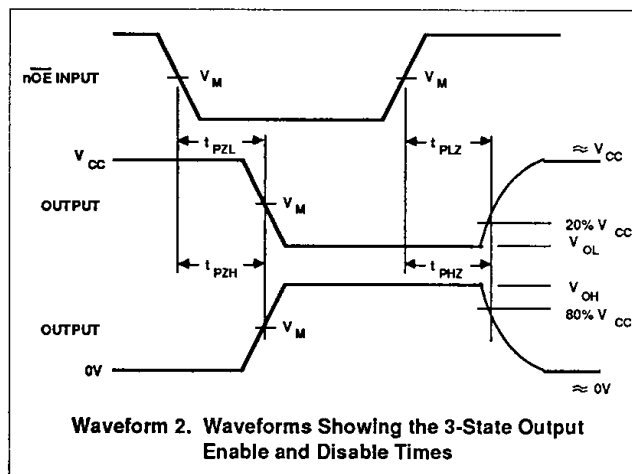 nOE INPUT
V M
V M
t PZL
t PLZ
V CC
≈ V CC
OUTPUT
V M
20% V CC
V OL
t PZH
t PHZ
V OH
OUTPUT
V M
80% V CC
0V
≈ 0V
Waveform 2. Waveforms Showing the 3-State Output
Enable and Disable Times